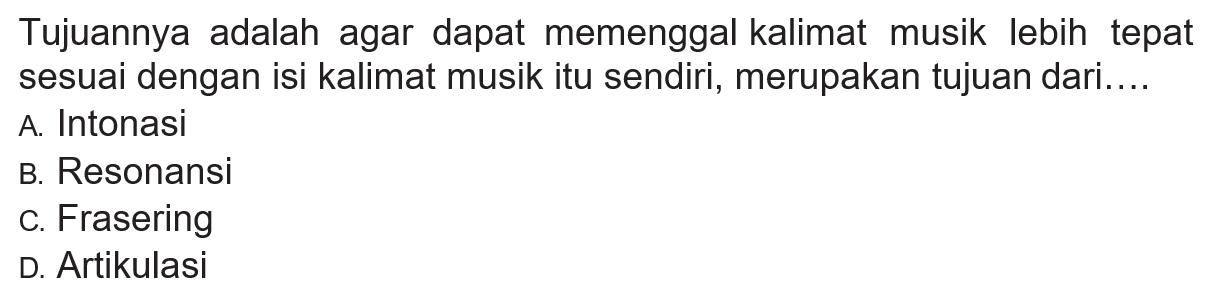 Tujuannya adalah agar dapat memenggal kalimat musik lebih tepat
sesuai dengan isi kalimat musik itu sendiri, merupakan tujuan dari....
A. Intonasi
B. Resonansi
C. Frasering
D. Artikulasi